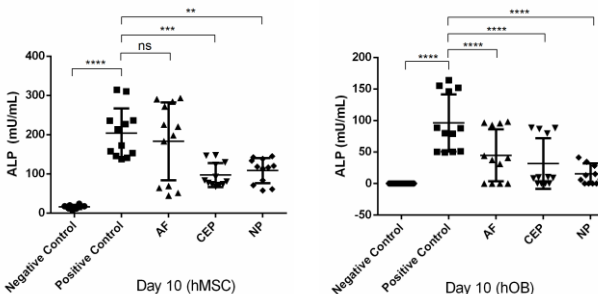 **
***
ns
****
400
300
200
100
0
ALP (mU/mL)
Negative Control
Positive Control
AF
CEP
NP
Day 10 (hMSC)
****
****
****
****
200
150
100
50
0
-50
ALP (mU/mL)
Negative Control
Positive Control
AF
CEP
NP
Day 10 (hOB)